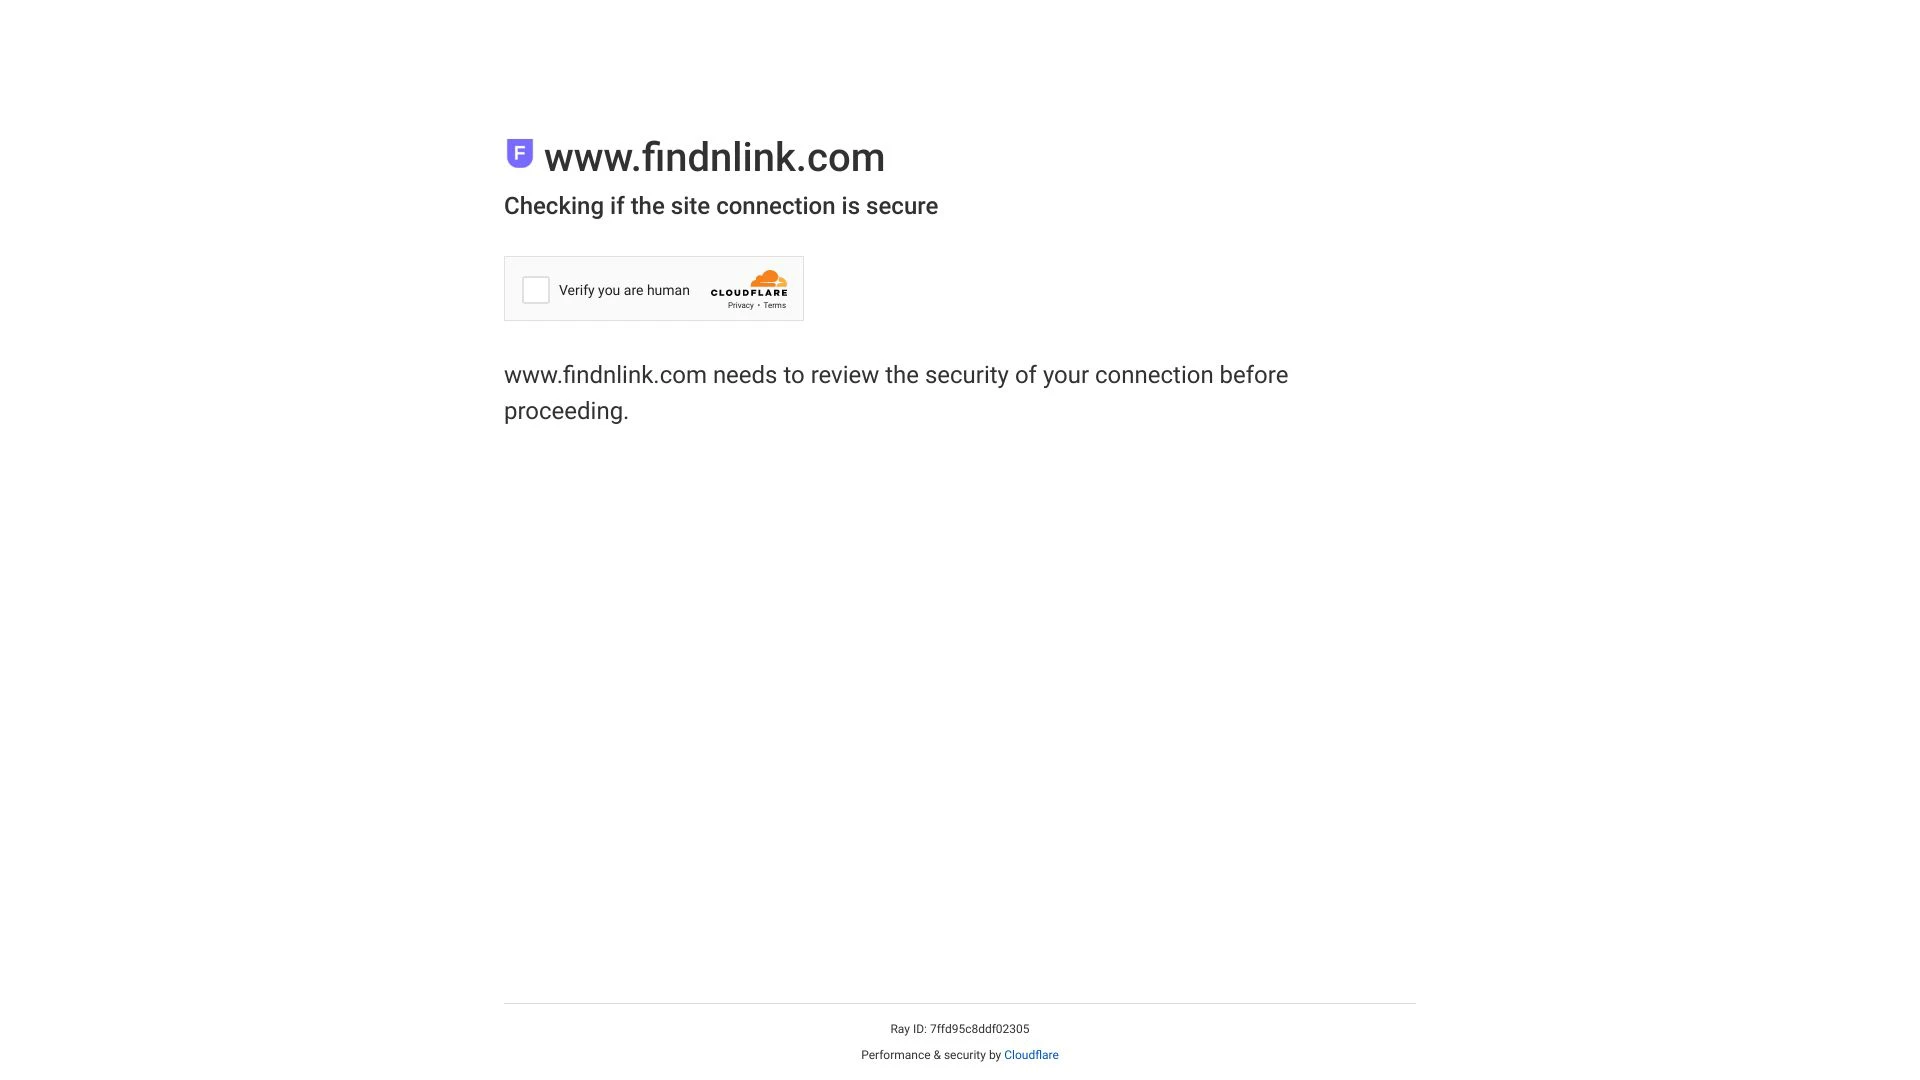 F www.findnlink.com
Checking if the site connection is secure
Verify you are human
CLOUDFLARE
Privacy • Terms
www.findnlink.com needs to review the security of your connection before
proceeding.
Ray ID: 7ffd95c8ddf02305
Performance & security by Cloudflare